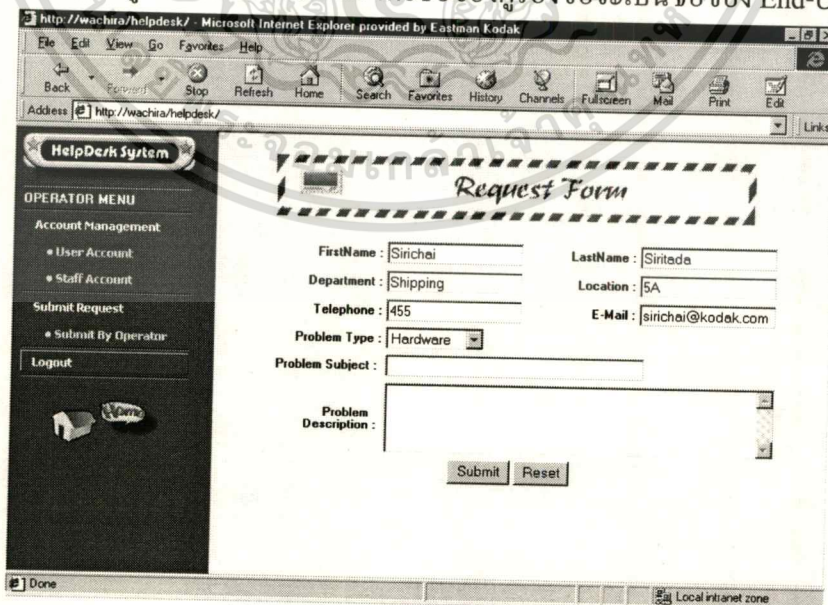 End-U
http://wachira/helpdesk/ - Microsoft Internet Explorer provided by Eastman Kodak
File Edit View Go Favorites Help
Back Forward Stop Refresh Home Search Favorites History Channels Fullscreen Mail Print Edit
Address http://wachira/helpdesk/ Links
HelpDesk System
Request Form
OPERATOR MENU
Account Management
User Account
Staff Account
Submit Request
Submit By Operator
Logout
Home
FirstName : Sirichai LastName : Siritada
Department : Shipping Location : 5A
Telephone : 455 E-Mail : sirichai@kodak.com
Problem Type : Hardware
Problem Subject :
Problem
Description :
Submit Reset
Done Local intranet zone